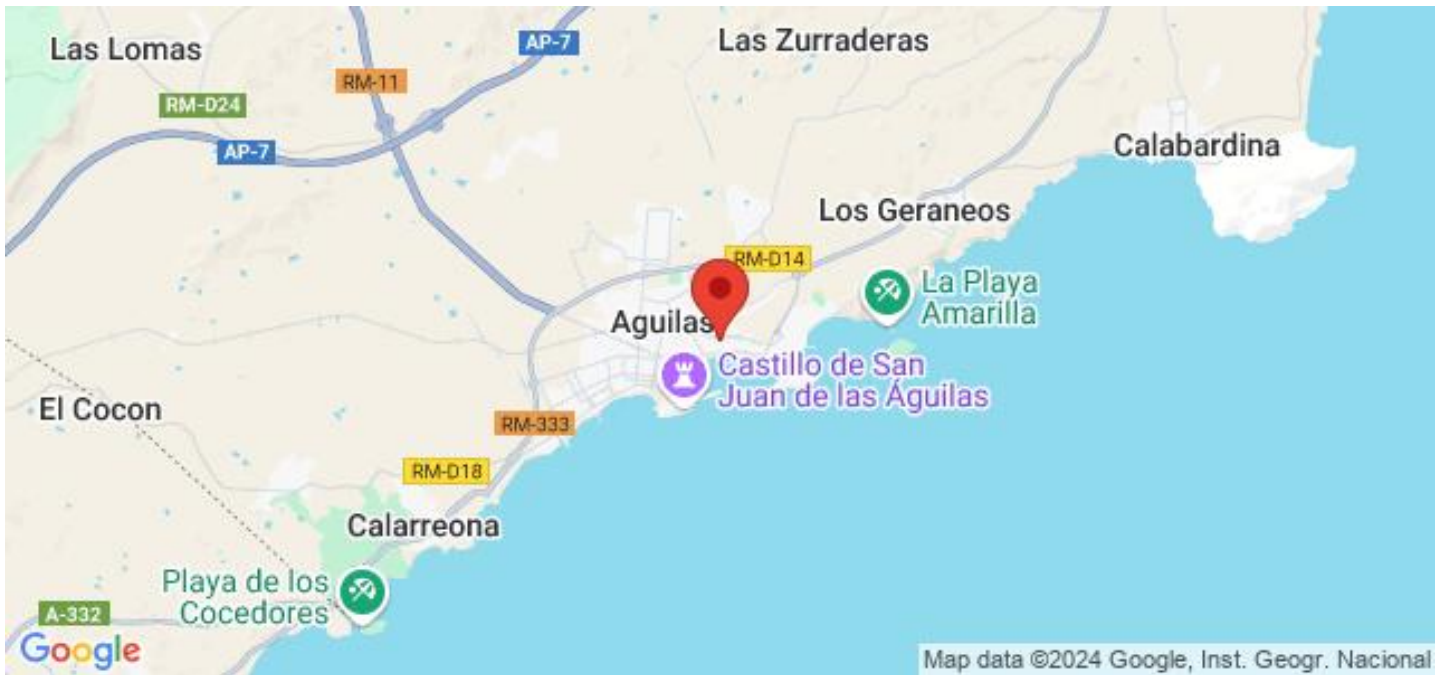 Las Lomas
AP-7
Las Zurraderas
RM-11
RM-D24
AP-7
Calabardina
Los Geraneos
RM-D14
La Playa
Amarilla
Aguilas
Castillo de San
Juan de las Águilas
El Cocon
RM-333
RM-D18
Calarreona
Playa de los
Cocedores
A-332
Google
Map data ©2024 Google, Inst. Geogr. Nacional